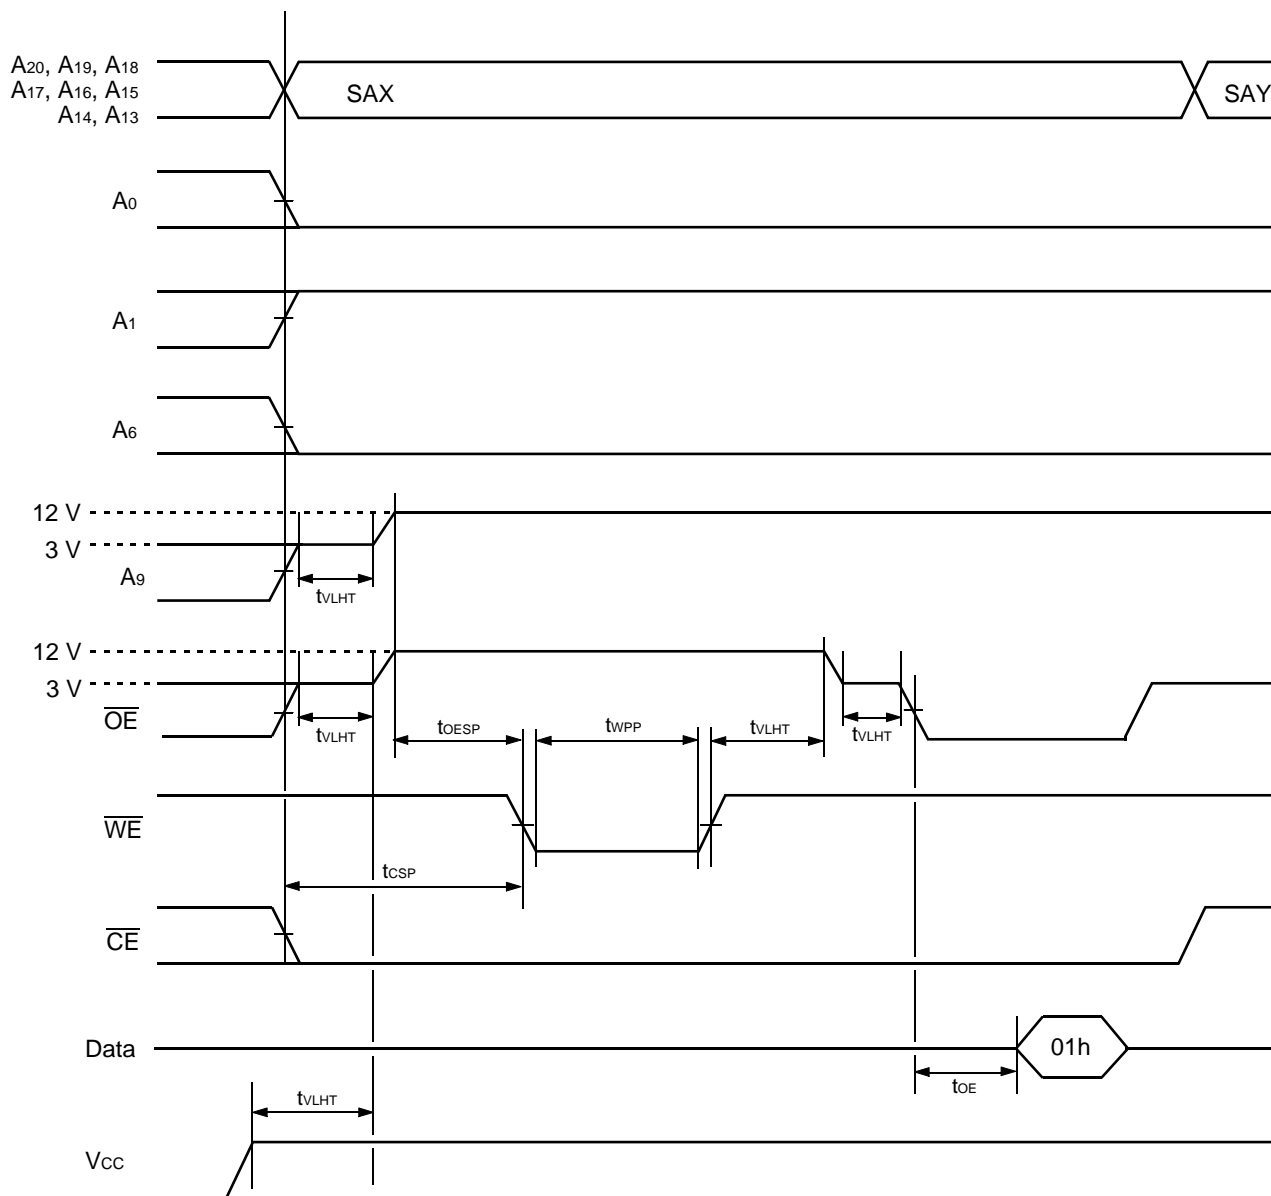 A20, A19, A18
A17, A16, A15
A14, A13
SAX
SAY
A0
A1
A6
12 V
3 V
A9
tVLHT
12 V
3 V
OE
tVLHT
tOESP
tWPP
tVLHT
tVLHT
WE
tCSP
CE
Data
01h
tOE
tVLHT
VCC